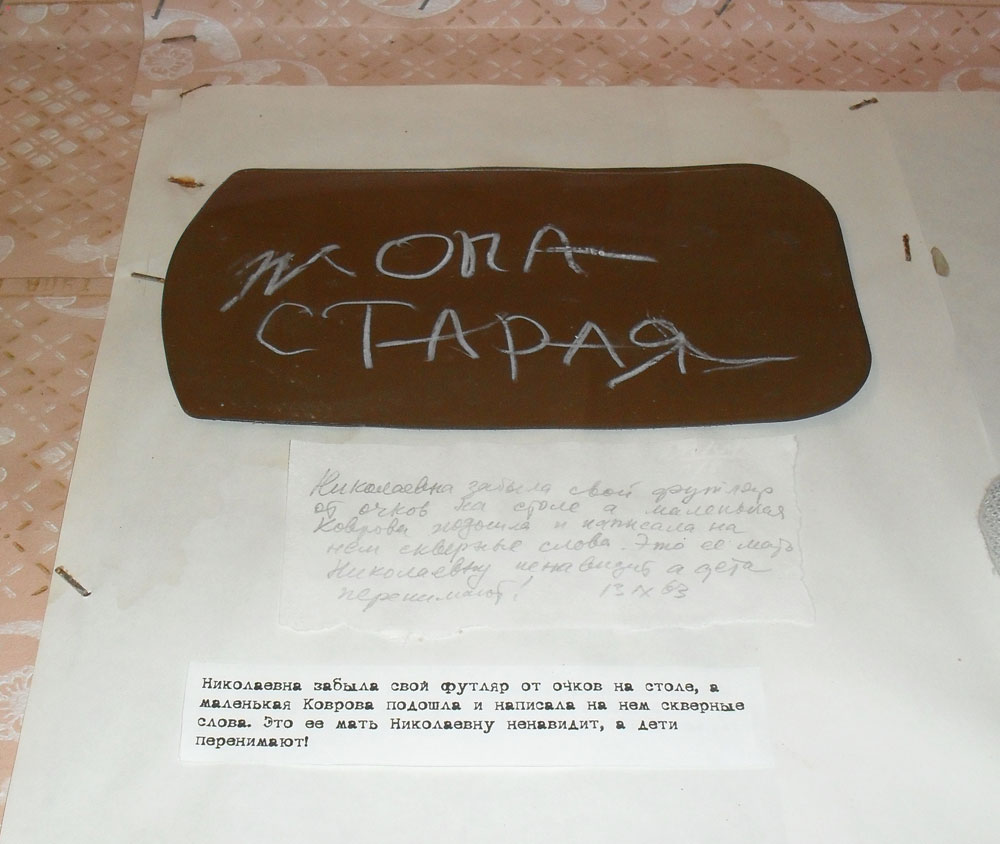 жОПА
СТАРАЯ
Николаевна забыла свой футляр
от очков на столе а маленькая
Коврова подошла и написала на
нем скверные слова. Это ее мать
Николаевну ненавидит а дети
перенимают! 13 IX 63
Николаевна забыла свой футляр от очков на столе, а
маленькая Коврова подошла и написала на нем скверные
слова. Это ее мать Николаевну ненавидит, а дети
перенимают!